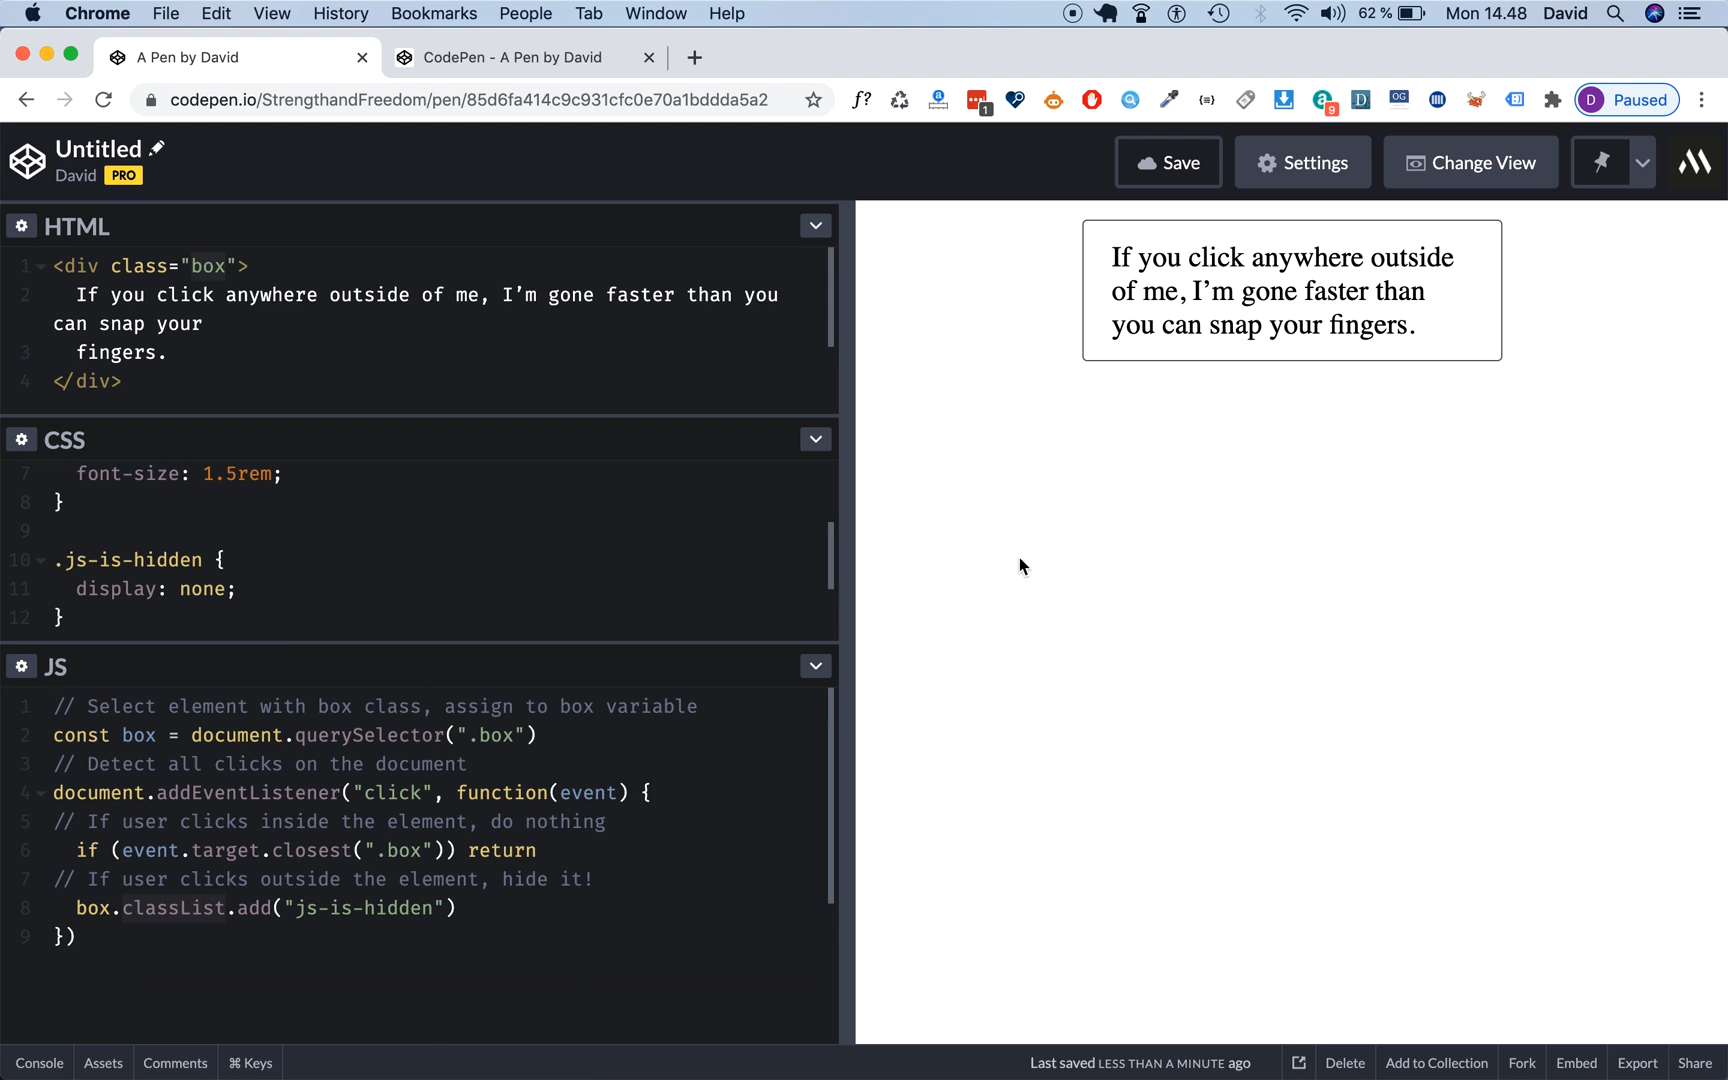 Chrome File Edit View History Bookmarks People Tab Window Help 62 % Mon 14.48 David
A Pen by David CodePen - A Pen by David
codepen.io/StrengthandFreedom/pen/85d6fa414c9c931cfc0e70a1bddda5a2 f? 1 9 D OG D Paused
Untitled
David PRO
Save Settings Change View
HTML
1 <div class="box">
2 If you click anywhere outside of me, I’m gone faster than you
can snap your
3 fingers.
4 </div>
CSS
7 font-size: 1.5rem;
8 }
9
10 .js-is-hidden {
11 display: none;
12 }
JS
1 // Select element with box class, assign to box variable
2 const box = document.querySelector(".box")
3 // Detect all clicks on the document
4 document.addEventListener("click", function(event) {
5 // If user clicks inside the element, do nothing
6 if (event.target.closest(".box")) return
7 // If user clicks outside the element, hide it!
8 box.classList.add("js-is-hidden")
9 })
If you click anywhere outside
of me, I’m gone faster than
you can snap your fingers.
Console Assets Comments ⌘ Keys Last saved LESS THAN A MINUTE ago Delete Add to Collection Fork Embed Export Share